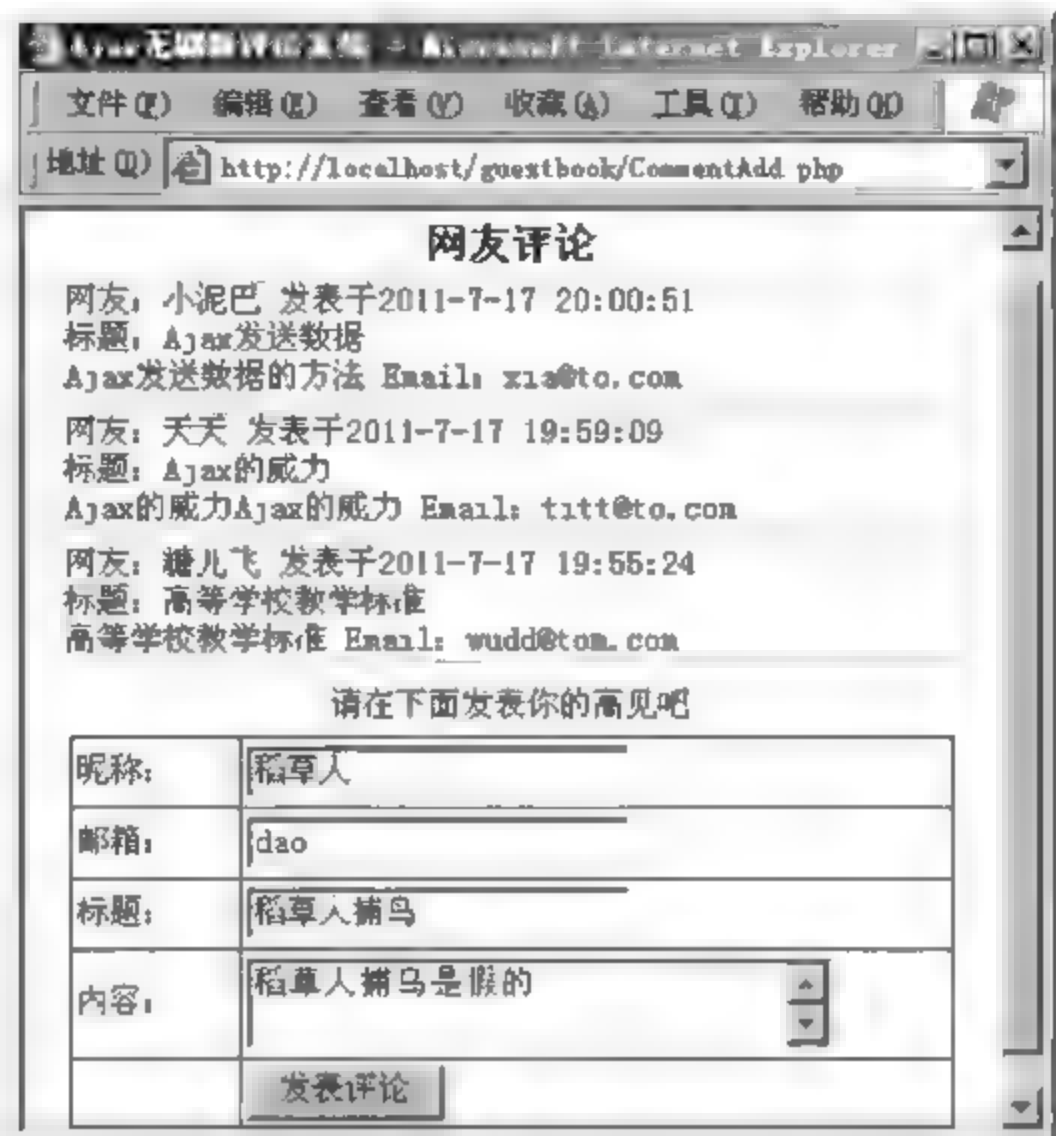 Ajax无刷新评论系统 - Microsoft Internet Explorer
文件(F) 编辑(E) 查看(V) 收藏(A) 工具(T) 帮助(H)
地址(D) http://localhost/guestbook/CommentAdd.php
网友评论
网友：小泥巴 发表于2011-7-17 20:00:51
标题：Ajax发送数据
Ajax发送数据的方法 Email：xia@to.com
网友：天天 发表于2011-7-17 19:59:09
标题：Ajax的威力
Ajax的威力Ajax的威力 Email：titt@to.com
网友：糖儿飞 发表于2011-7-17 19:55:24
标题：高等学校教学标准
高等学校教学标准 Email：wudd@tom.com
请在下面发表你的高见吧
昵称： 稻草人
邮箱： dao
标题： 稻草人捕鸟
内容： 稻草人捕鸟是假的
发表评论